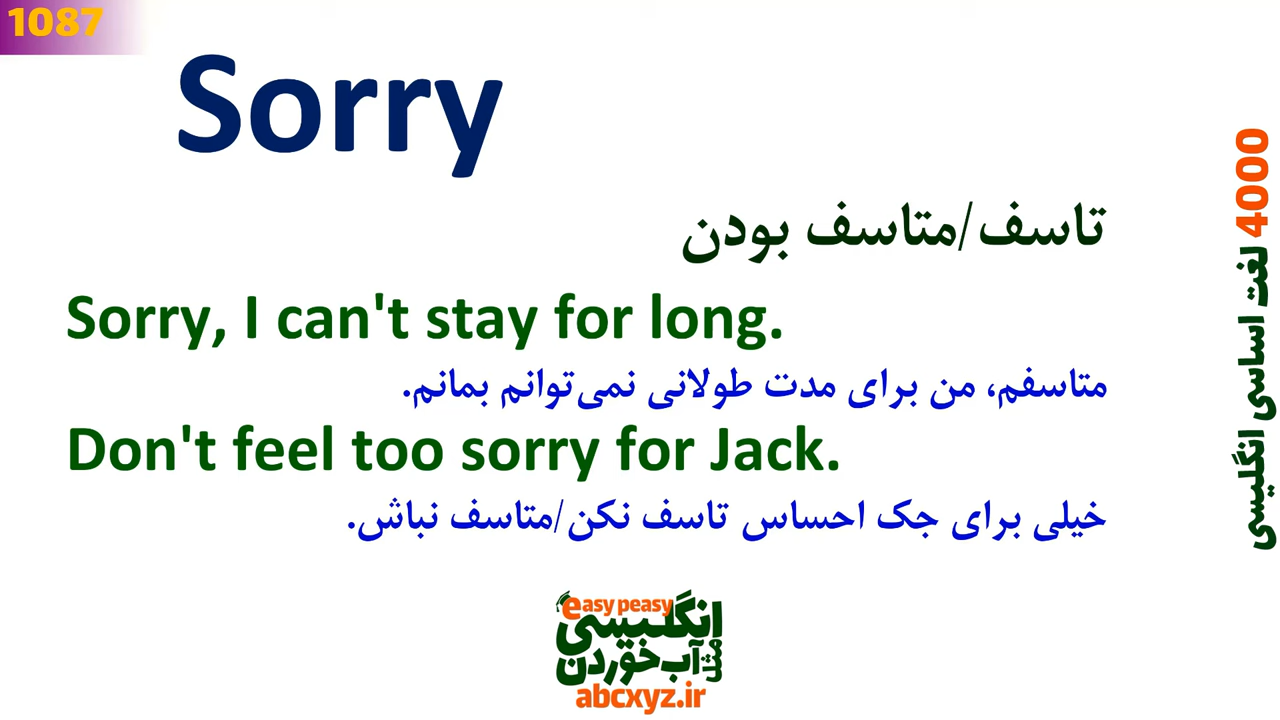 1087
Sorry
تاسف/متاسف بودن
Sorry, I can't stay for long.
متاسفم، من برای مدت طولانی نمی‌توانم بمانم.
Don't feel too sorry for Jack.
خیلی برای جک احساس تاسف نکن/متاسف نباش.
4000 لغت اساسی انگلیسی
easy peasy
انگلیسی
مثل آب خوردن
abcxyz.ir